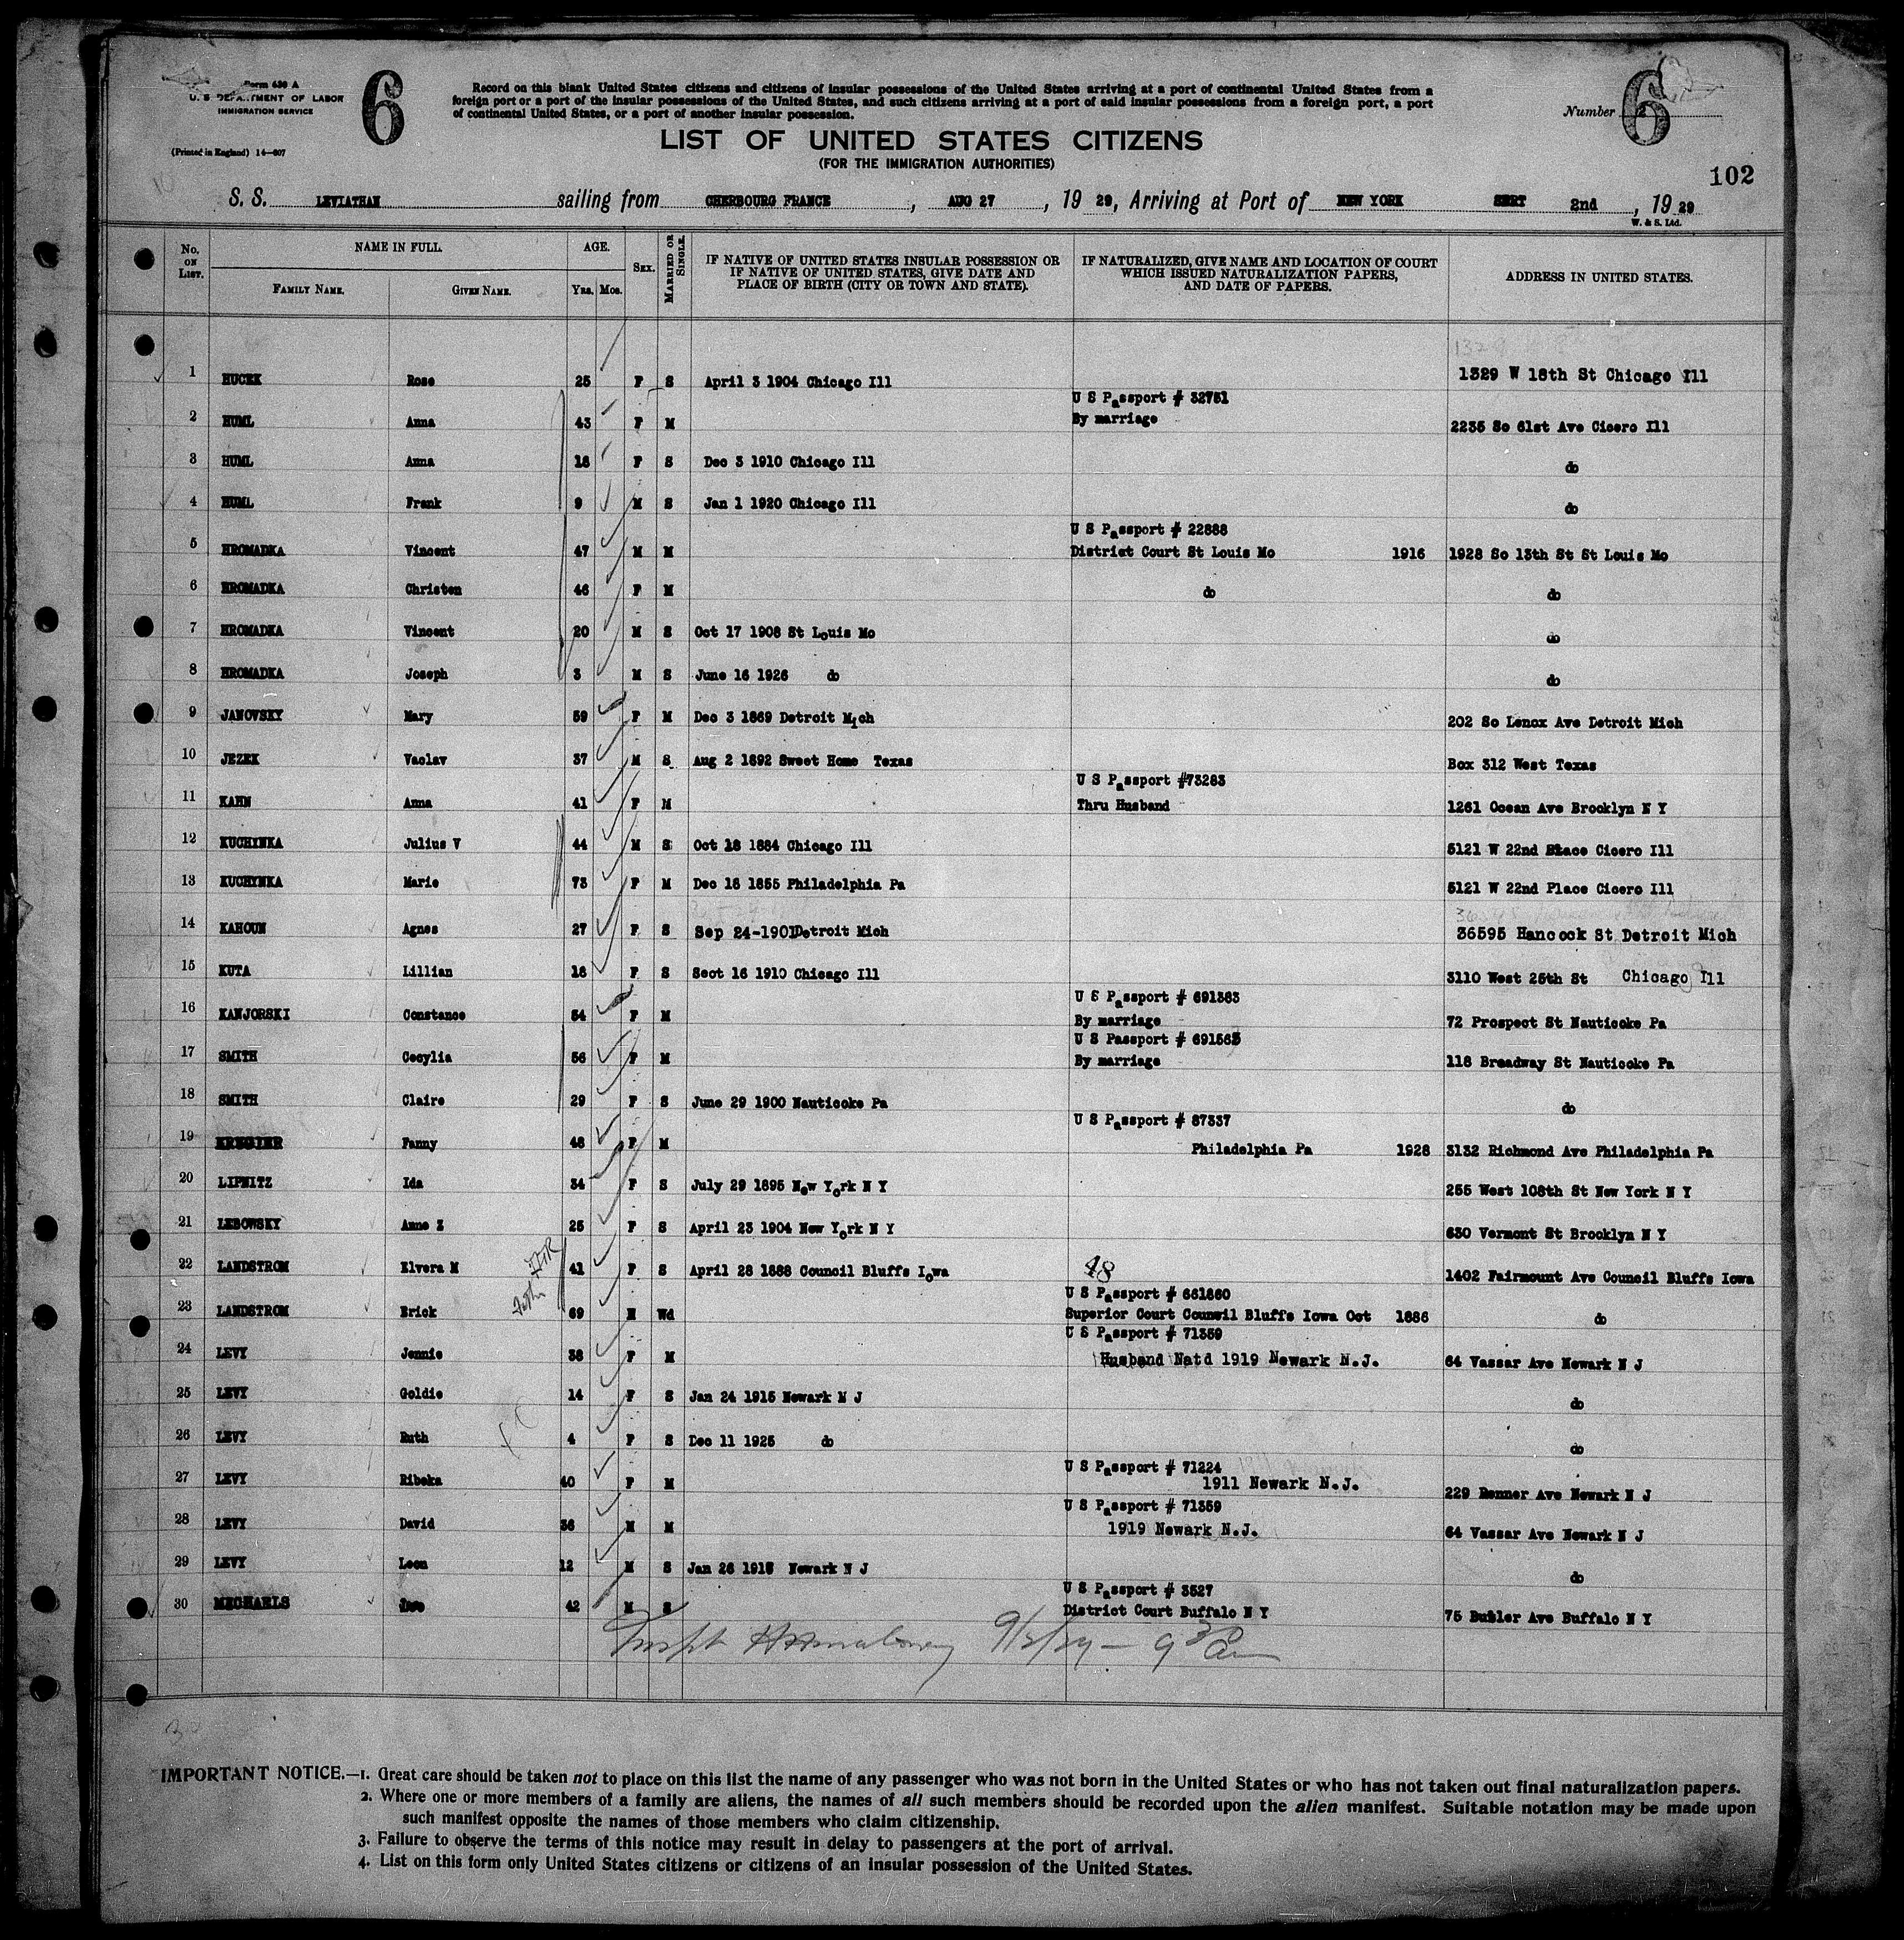 Form 630 A
U. S. DEPARTMENT OF LABOR
IMMIGRATION SERVICE
(Printed in England) 14—607
6
Record on this blank United States citizens and citizens of insular possessions of the United States arriving at a port of continental United States from a
foreign port or a port of the insular possessions of the United States, and such citizens arriving at a port of said insular possessions from a foreign port, a port
of continental United States, or a port of another insular possession.
LIST OF UNITED STATES CITIZENS
(FOR THE IMMIGRATION AUTHORITIES)
Number 6
102
S. S. LEVIATHAN sailing from CHERBOURG FRANCE, AUG 27, 19 29, Arriving at Port of NEW YORK SEPT 2nd, 19 29
W. & S. Ltd.
No. ON LIST. NAME IN FULL. FAMILY NAME. GIVEN NAME. AGE. Yrs. Mos. SEX. MARRIED OR SINGLE. IF NATIVE OF UNITED STATES INSULAR POSSESSION OR IF NATIVE OF UNITED STATES, GIVE DATE AND PLACE OF BIRTH (CITY OR TOWN AND STATE). IF NATURALIZED, GIVE NAME AND LOCATION OF COURT WHICH ISSUED NATURALIZATION PAPERS, AND DATE OF PAPERS. ADDRESS IN UNITED STATES.
1 HUCEK Rose 25 F S April 3 1904 Chicago Ill 1329 W 18th St Chicago Ill
U S Passport # 32751
2 HUML Anna 43 F M By marriage 2235 So 61st Ave Cicero Ill
3 HUML Anna 18 F S Dec 3 1910 Chicago Ill do
4 HUML Frank 9 M S Jan 1 1920 Chicago Ill do
U S Passport # 22888
5 HROMADKA Vincent 47 M M District Court St Louis Mo 1916 1928 So 13th St St Louis Mo
6 HROMADKA Christen 46 F M do do
7 HROMADKA Vincent 20 M S Oct 17 1908 St Louis Mo do
8 HROMADKA Joseph 3 M S June 16 1926 do do
9 JANOVSKY Mary 59 F M Dec 3 1869 Detroit Mich 202 So Lenox Ave Detroit Mich
10 JEZEK Vaclav 37 M S Aug 2 1892 Sweet Home Texas Box 312 West Texas
U S Passport #73283
11 KAHN Anna 41 F M Thru Husband 1261 Ocean Ave Brooklyn N Y
12 KUCHYNKA Julius V 44 M S Oct 18 1884 Chicago Ill 5121 W 22nd Place Cicero Ill
13 KUCHYNKA Marie 73 F M Dec 18 1855 Philadelphia Pa 5121 W 22nd Place Cicero Ill
14 KAHOUN Agnes 27 F S Sep 24-1901 Detroit Mich 36595 Hancock St Detroit Mich
15 KUTA Lillian 18 F S Sect 16 1910 Chicago Ill 3110 West 25th St Chicago Ill
U S Passport # 691383
16 KANJORSKI Constance 54 F M By marriage 72 Prospect St Nauticoke Pa
U S Passport # 691563
17 SMITH Cecylia 56 F M By marriage 118 Broadway St Nauticoke Pa
18 SMITH Claire 29 F S June 29 1900 Nauticoke Pa do
U S Passport # 87337
19 Fanny 48 F M Philadelphia Pa 1928 3132 Richmond Ave Philadelphia Pa
20 LIPNITZ Ida 34 F S July 29 1895 New York N Y 255 West 108th St New York N Y
21 LEBOWSKY Anne Z 25 F S April 23 1904 New York N Y 630 Vermont St Brooklyn N Y
22 LANDSTROM Elvera M 41 F S April 28 1888 Council Bluffs Iowa 48 1402 Fairmount Ave Council Bluffs Iowa
U S Passport # 661860
23 LANDSTROM Erick 69 M Wd Superior Court Council Bluffs Iowa Oct 1886 do
U S Passport # 71359
24 LEVY Jennie 38 F M Husband Natd 1919 Newark N.J. 64 Vassar Ave Newark N J
25 LEVY Goldie 14 F S Jan 24 1915 Newark N J do
26 LEVY Ruth 4 F S Dec 11 1925 do do
U S Passport # 71224
27 LEVY Ribeka 40 F M 1911 Newark N.J. 229 Renner Ave Newark N J
U S Passport # 71359
28 LEVY David 36 M M 1919 Newark N.J. 64 Vassar Ave Newark N J
29 LEVY Leon 12 M S Jan 26 1918 Newark N J do
U S Passport # 3527
30 MECHAELS 42 M S District Court Buffalo N Y 75 Buhler Ave Buffalo N Y
IMPORTANT NOTICE.—1. Great care should be taken not to place on this list the name of any passenger who was not born in the United States or who has not taken out final naturalization papers.
2. Where one or more members of a family are aliens, the names of all such members should be recorded upon the alien manifest. Suitable notation may be made upon
such manifest opposite the names of those members who claim citizenship.
3. Failure to observe the terms of this notice may result in delay to passengers at the port of arrival.
4. List on this form only United States citizens or citizens of an insular possession of the United States.